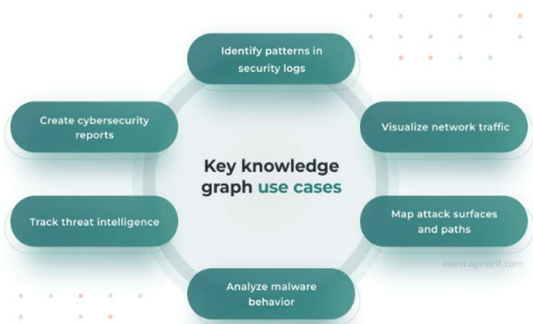 Identify patterns in
security logs
Create cybersecurity
reports
Visualize network traffic
Key knowledge
graph use cases
Track threat intelligence
Map attack surfaces
and paths
www.apriorit.com
Analyze malware
behavior